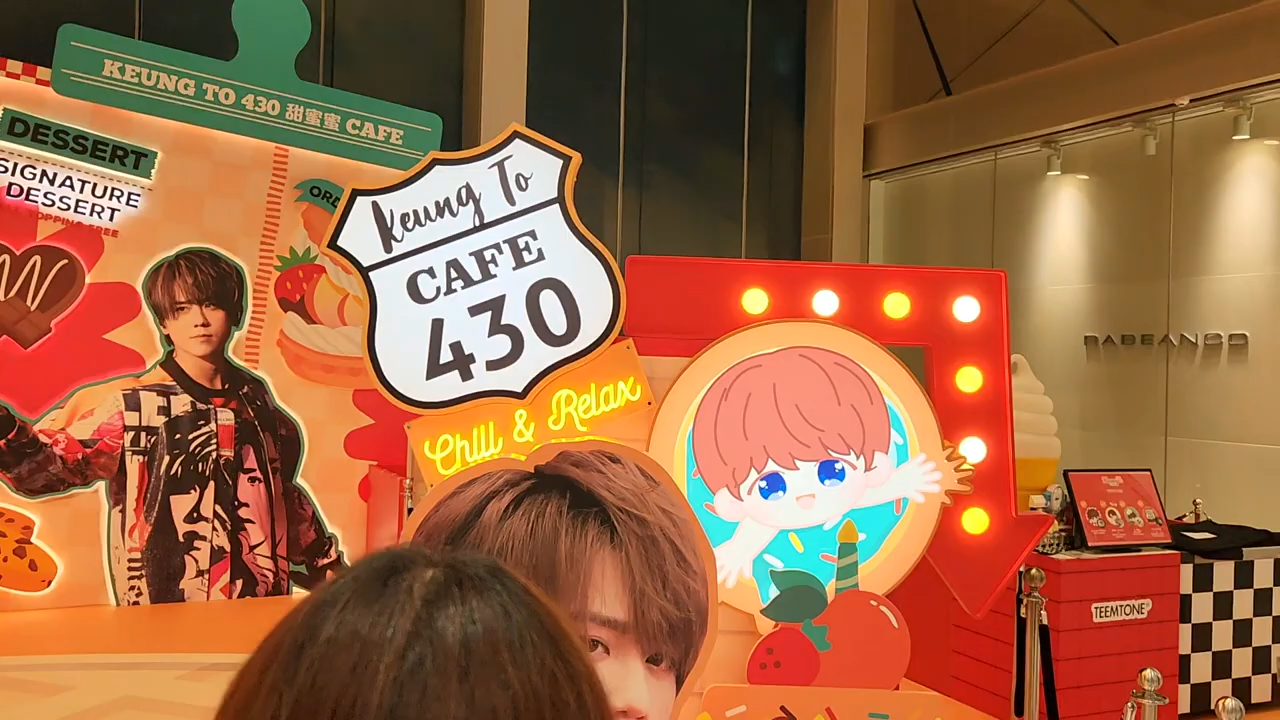 KEUNG TO 430 甜蜜蜜 CAFE
DESSERT
SIGNATURE
DESSERT
TOPPING FREE
Keung To
CAFE
430
Chill & Relax
RABEANCO
TEEMTONE